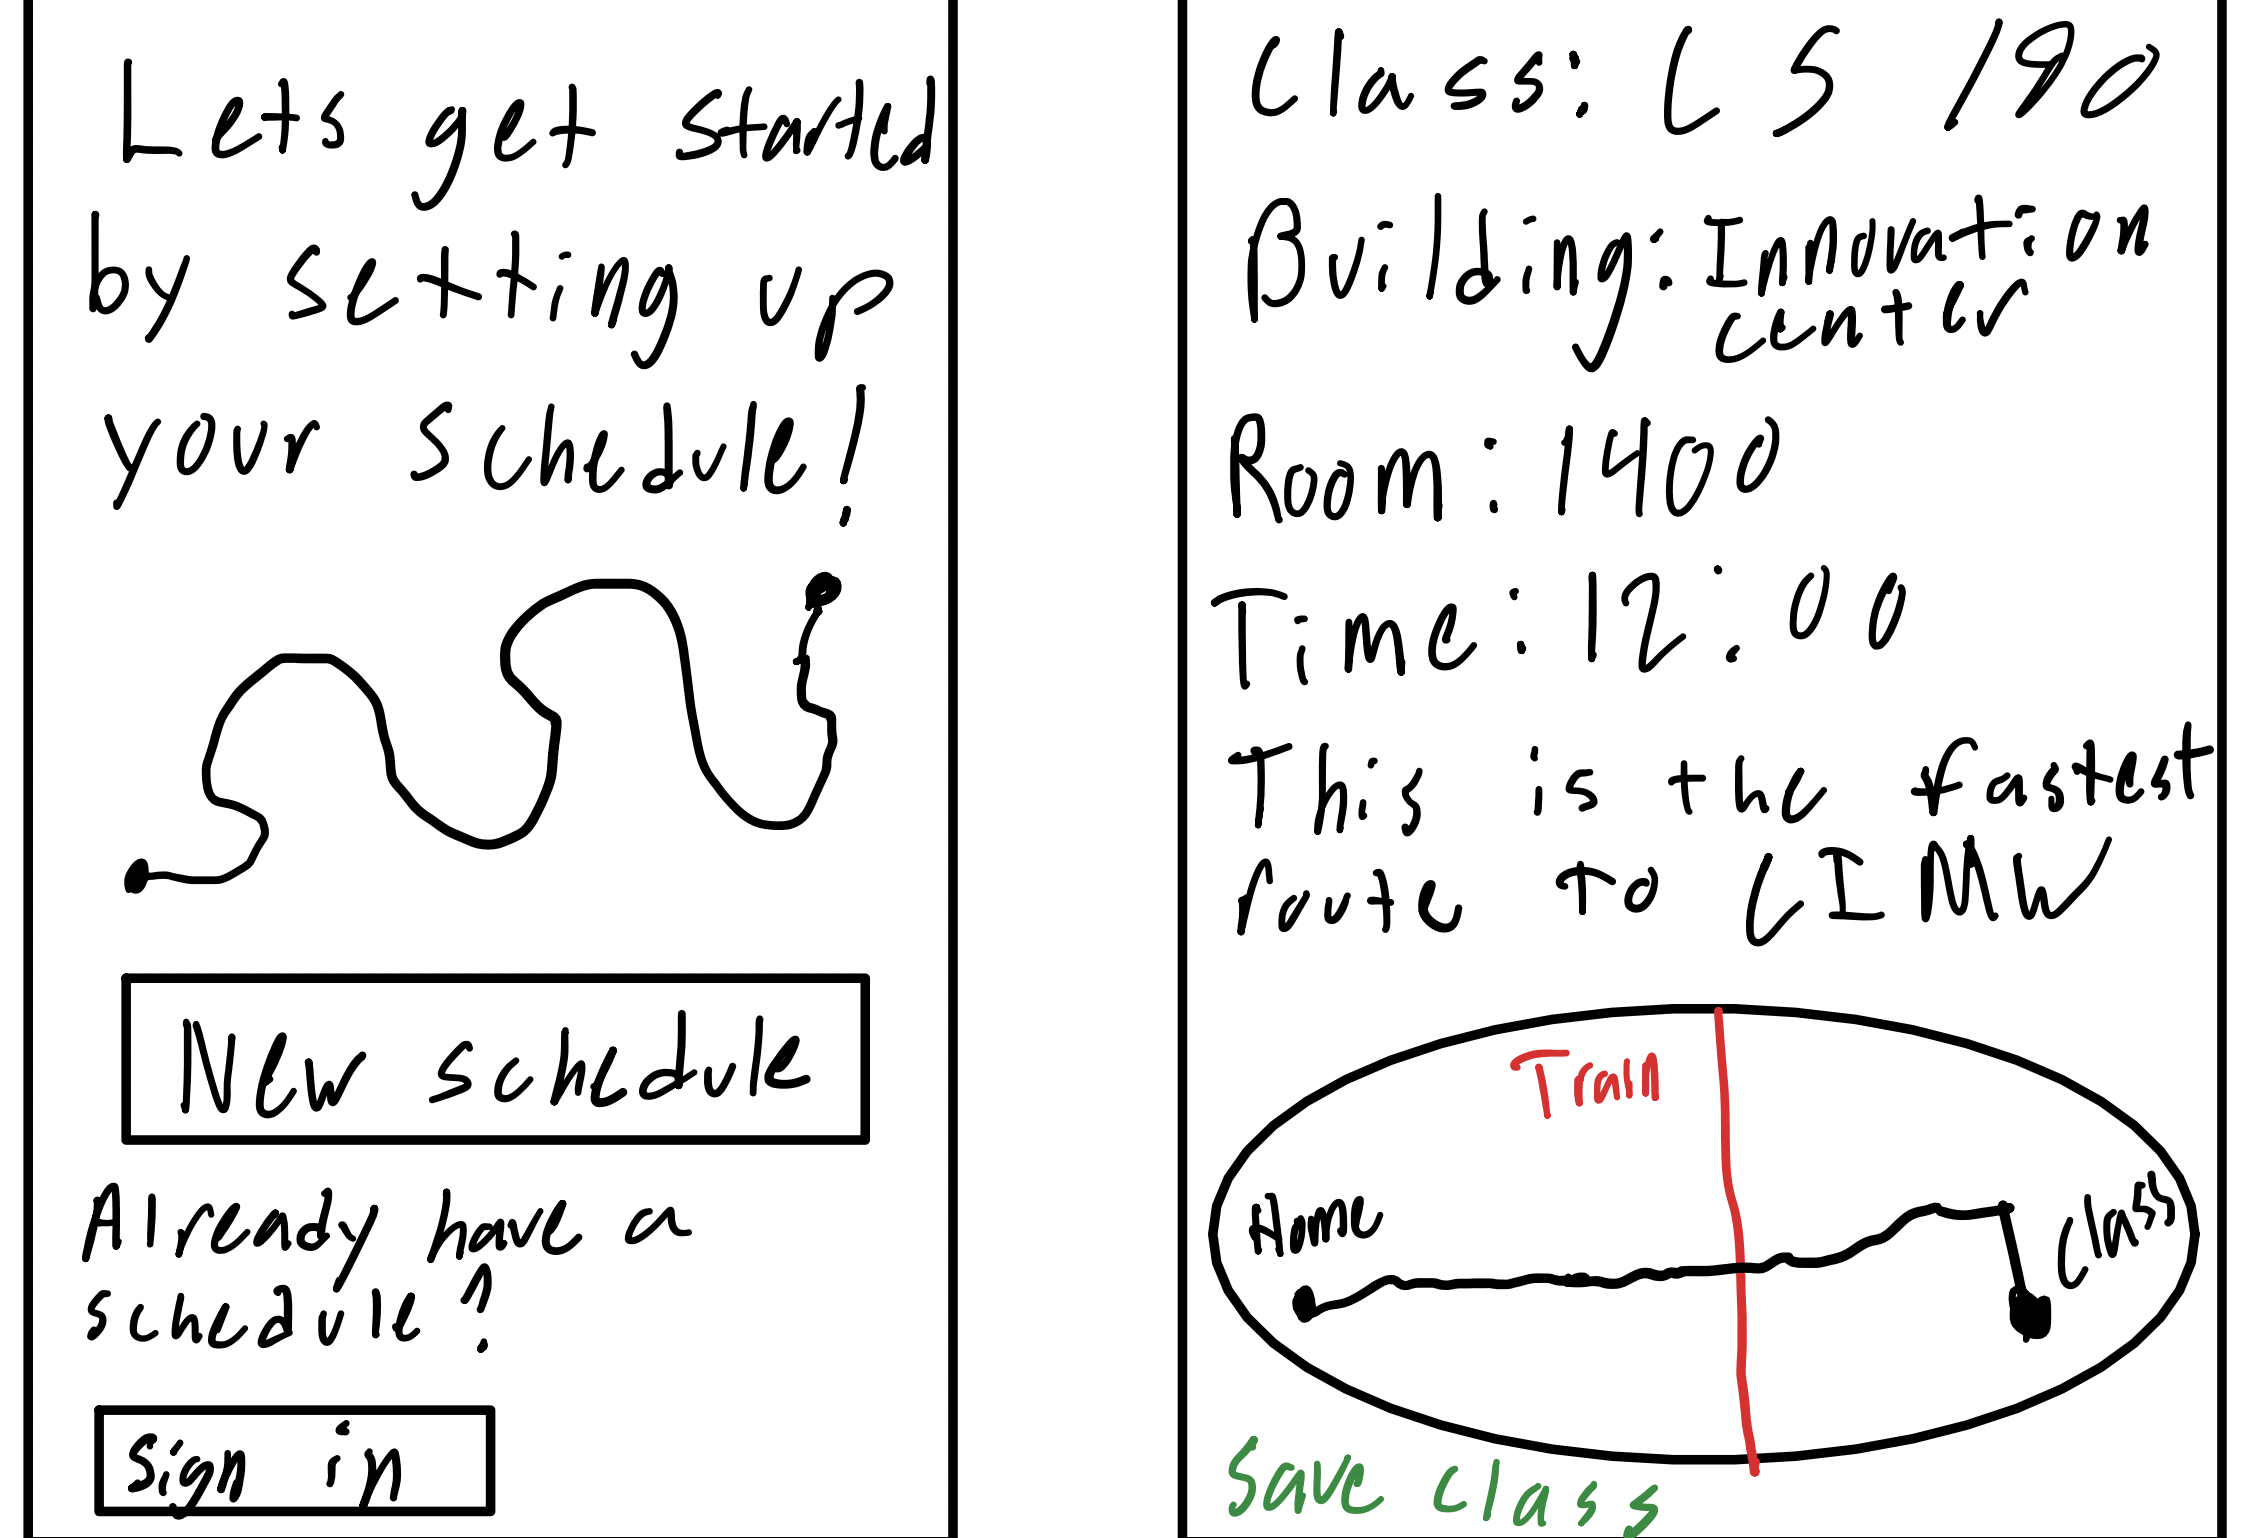 Lets get started
by setting up
your schedule!
New schedule
Already have a
schedule?
Sign in
Class: CS 190
Building: Innovation
center
Room: 1400
Time: 12:00
This is the fastest
route to CIMW
Train
Home
Class
Save class